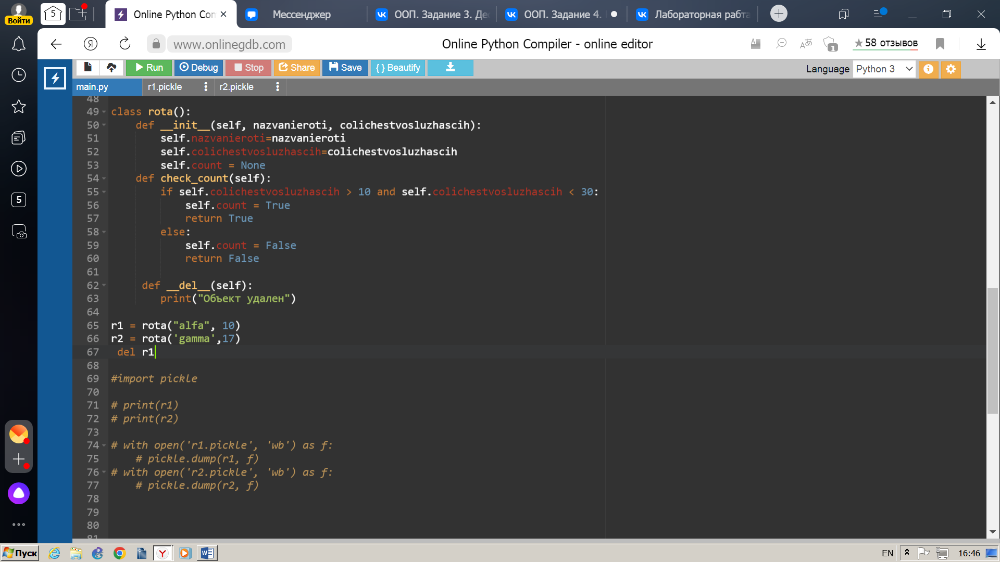 Войти
5
Online Python Con
Мессенджер
ООП. Задание 3. Де
ООП. Задание 4.
Лабораторная рабта
www.onlinegdb.com
Online Python Compiler - online editor
1
58 отзывов
Run
Debug
Stop
Share
Save
{ } Beautify
Language
Python 3
main.py
r1.pickle
r2.pickle
5
48
49 class rota():
50 def __init__(self, nazvanieroti, colichestvosluzhascih):
51 self.nazvanieroti=nazvanieroti
52 self.colichestvosluzhascih=colichestvosluzhascih
53 self.count = None
54 def check_count(self):
55 if self.colichestvosluzhascih > 10 and self.colichestvosluzhascih < 30:
56 self.count = True
57 return True
58 else:
59 self.count = False
60 return False
61
62 def __del__(self):
63 print("Объект удален")
64
65 r1 = rota("alfa", 10)
66 r2 = rota('gamma',17)
67 del r1
68
69 #import pickle
70
71 # print(r1)
72 # print(r2)
73
74 # with open('r1.pickle', 'wb') as f:
75 # pickle.dump(r1, f)
76 # with open('r2.pickle', 'wb') as f:
77 # pickle.dump(r2, f)
78
79
80
81
Пуск
EN
16:46